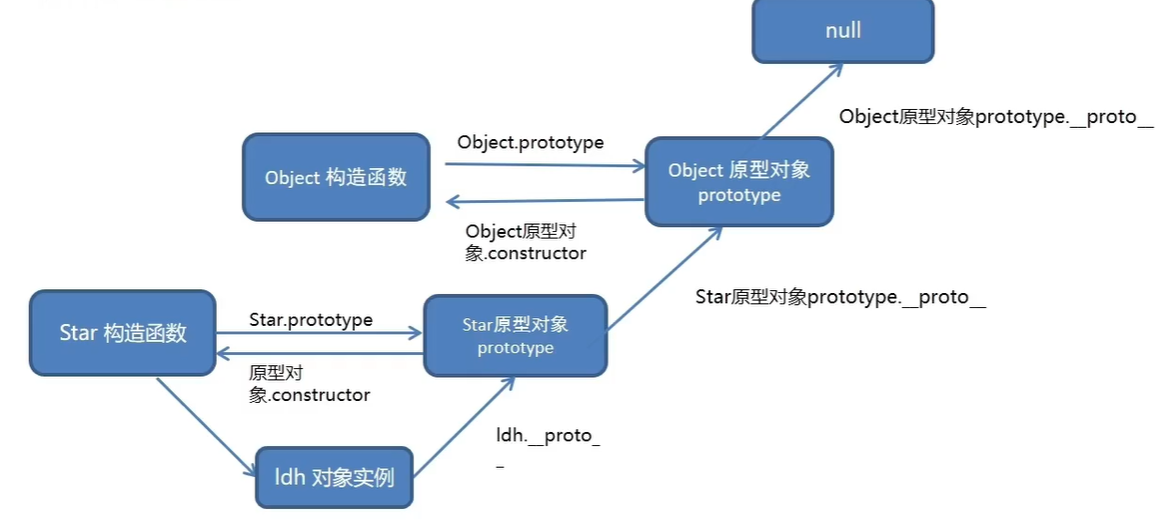 null
Object原型对象prototype.__proto__
Object.prototype
Object 构造函数
Object 原型对象
prototype
Object原型对
象.constructor
Star原型对象prototype.__proto__
Star 构造函数
Star.prototype
Star原型对象
prototype
原型对
象.constructor
ldh.__proto_
_
ldh 对象实例